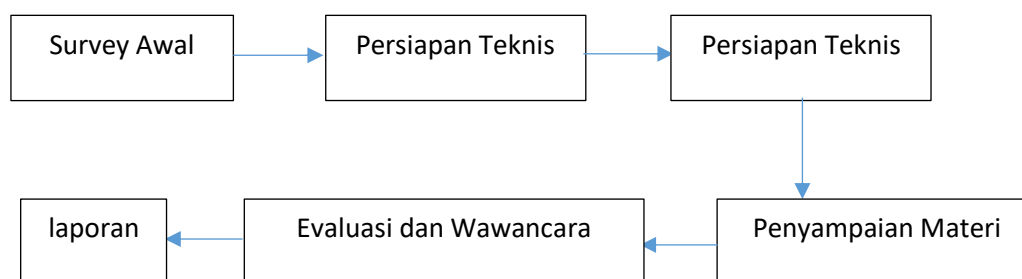 Survey Awal
Persiapan Teknis
Persiapan Teknis
Penyampaian Materi
Evaluasi dan Wawancara
laporan